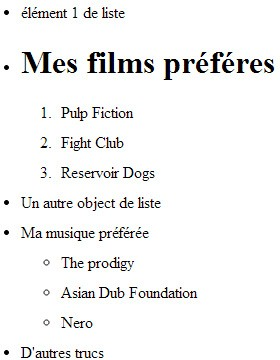 élément 1 de liste
Mes films préféres
1. Pulp Fiction
2. Fight Club
3. Reservoir Dogs
Un autre object de liste
Ma musique préférée
The prodigy
Asian Dub Foundation
Nero
D'autres trucs